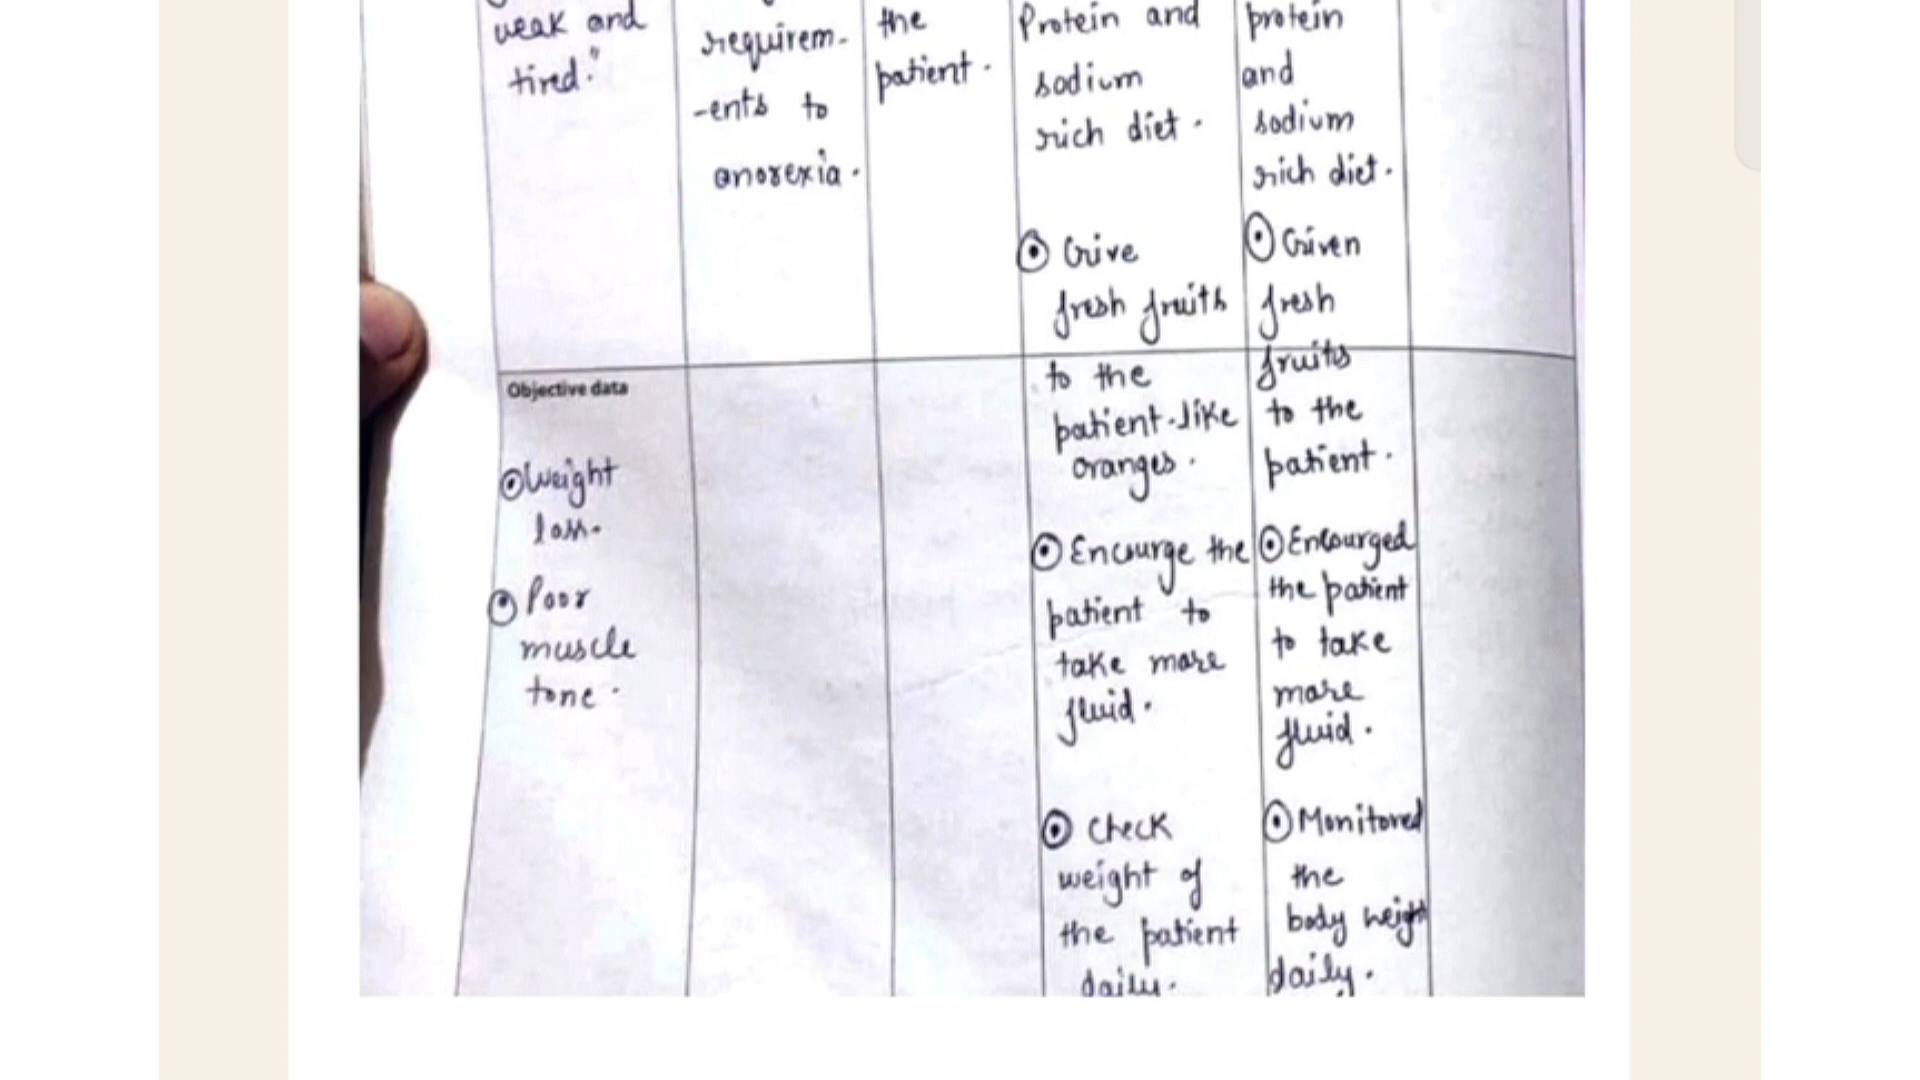 weak and
tired."
requirem-
-ents to
anorexia.
the
patient.
Protein and
sodium
rich diet.
protein
and
sodium
rich diet.
Give
fresh fruits
to the
patient.like
oranges.
Given
fresh
fruits
to the
patient.
Objective data
Weight
loss.
Poor
muscle
tone.
Encourge the
patient to
take more
fluid.
Encourged
the patient
to take
more
fluid.
Check
weight of
the patient
daily.
Monitored
the
body weight
daily.